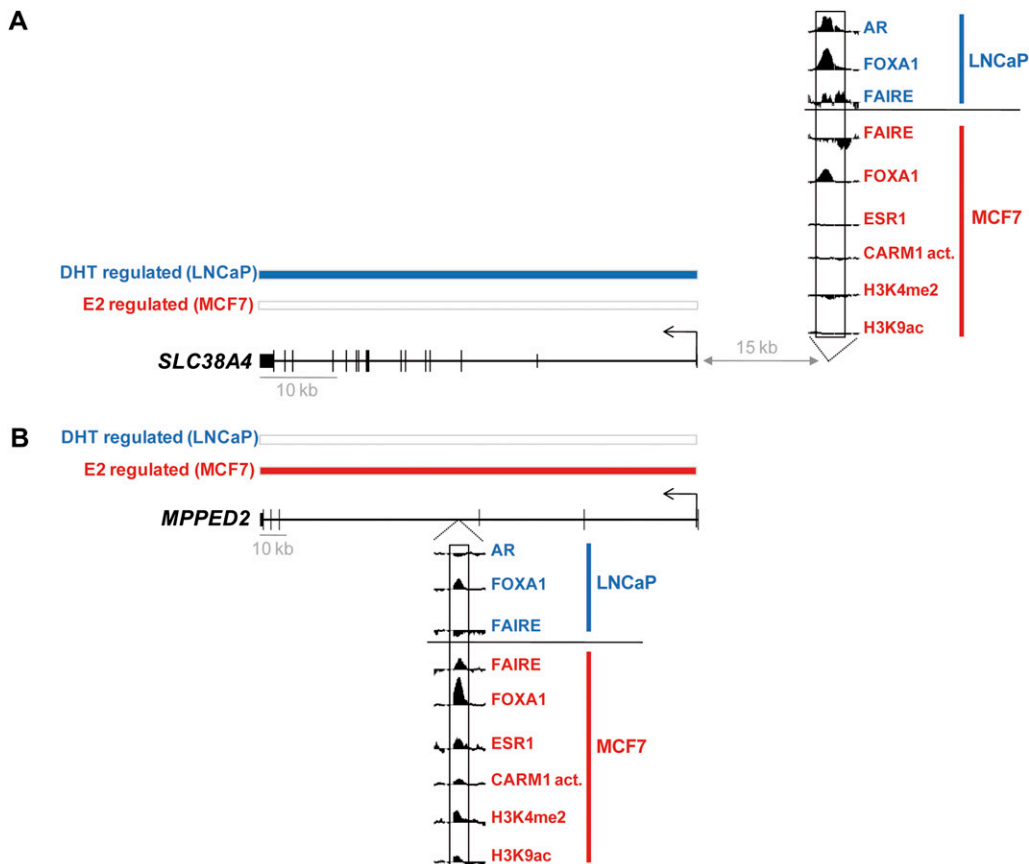 A
AR
FOXA1
FAIRE
LNCaP
FAIRE
FOXA1
ESR1
CARM1 act.
H3K4me2
H3K9ac
MCF7
DHT regulated (LNCaP)
E2 regulated (MCF7)
SLC38A4
10 kb
15 kb
B
DHT regulated (LNCaP)
E2 regulated (MCF7)
MPPED2
10 kb
AR
FOXA1
FAIRE
LNCaP
FAIRE
FOXA1
ESR1
CARM1 act.
H3K4me2
H3K9ac
MCF7